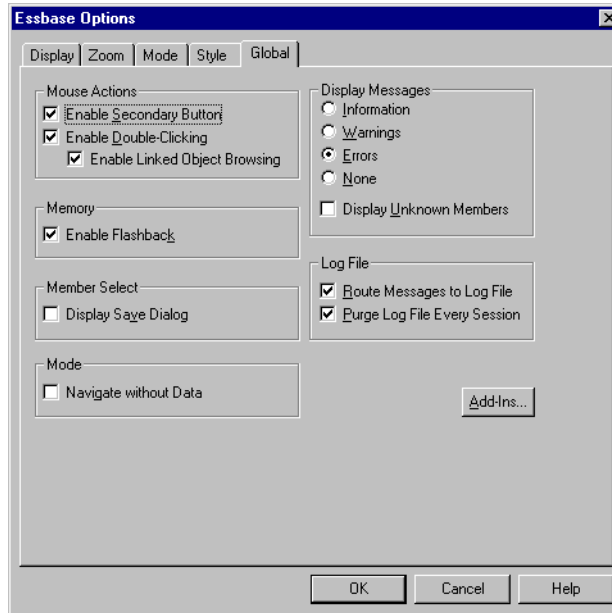 Essbase Options
Display Zoom Mode Style Global
Mouse Actions
Enable Secondary Button
Enable Double-Clicking
Enable Linked Object Browsing
Memory
Enable Flashback
Member Select
Display Save Dialog
Mode
Navigate without Data
Display Messages
Information
Warnings
Errors
None
Display Unknown Members
Log File
Route Messages to Log File
Purge Log File Every Session
Add-Ins...
OK Cancel Help